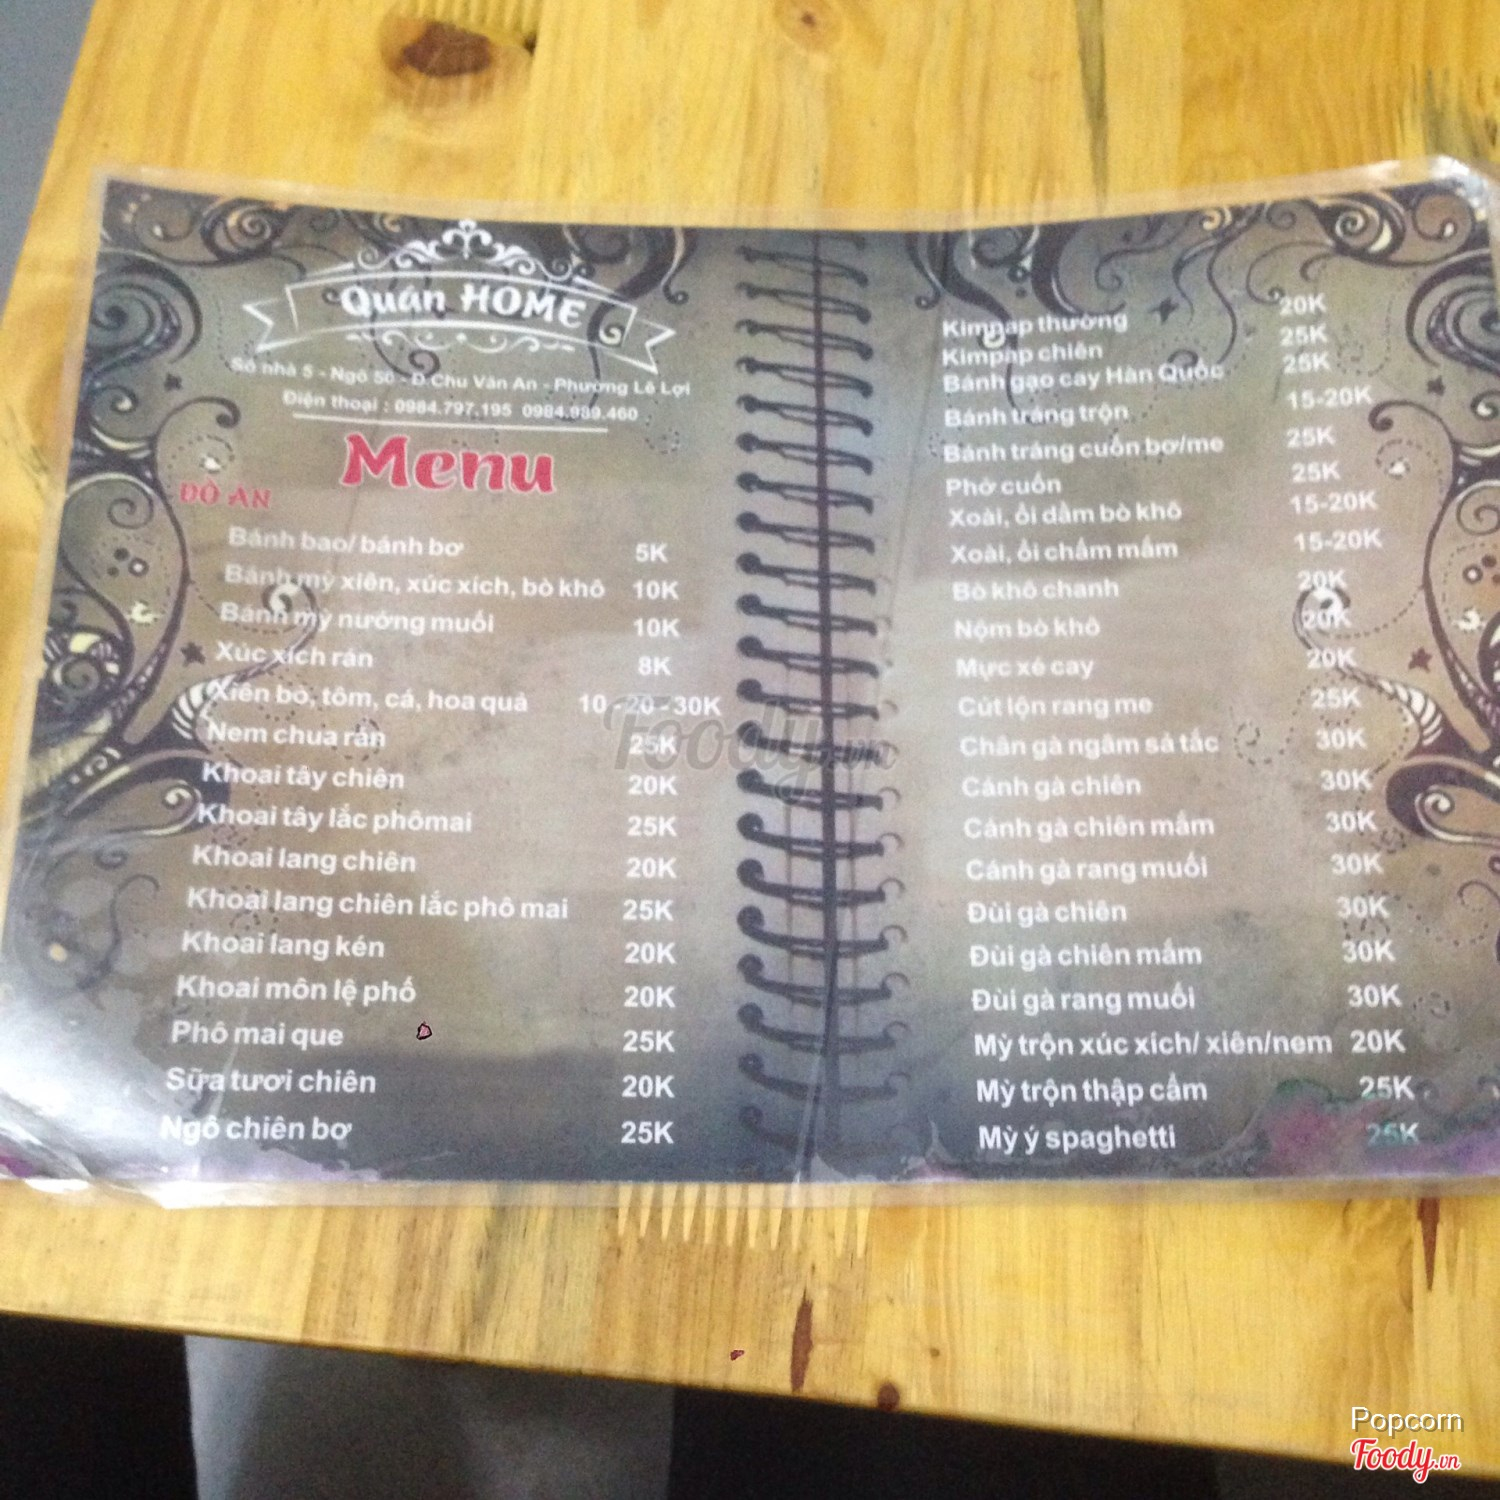 Quán HOME
Số nhà 5 - Ngõ 50 - Đ.Chu Văn An - Phường Lê Lợi
Điện thoại : 0984.797.195 0984.989.460
Menu
ĐỒ ĂN
Bánh bao/ bánh bơ 5K
Bánh mỳ xiên, xúc xích, bò khô 10K
Bánh mỳ nướng muối 10K
Xúc xích rán 8K
Xiên bò, tôm, cá, hoa quả 10 -20 -30K
Nem chua rán 25K
Khoai tây chiên 20K
Khoai tây lắc phômai 25K
Khoai lang chiên 20K
Khoai lang chiên lắc phô mai 25K
Khoai lang kén 20K
Khoai môn lệ phố 20K
Phô mai que 25K
Sữa tươi chiên 20K
Ngô chiên bơ 25K
Kimpap thường 20K
Kimpap chiên 25K
Bánh gạo cay Hàn Quốc 25K
Bánh tráng trộn 15-20K
Bánh tráng cuốn bơ/me 25K
Phở cuốn 25K
Xoài, ổi dầm bò khô 15-20K
Xoài, ổi chấm mắm 15-20K
Bò khô chanh 20K
Nộm bò khô 20K
Mực xé cay 20K
Cút lộn rang me 25K
Chân gà ngâm sả tắc 30K
Cánh gà chiên 30K
Cánh gà chiên mắm 30K
Cánh gà rang muối 30K
Đùi gà chiên 30K
Đùi gà chiên mắm 30K
Đùi gà rang muối 30K
Mỳ trộn xúc xích/ xiên/nem 20K
Mỳ trộn thập cẩm 25K
Mỳ ý spaghetti 25K
Foody.vn
Popcorn
Foody.vn